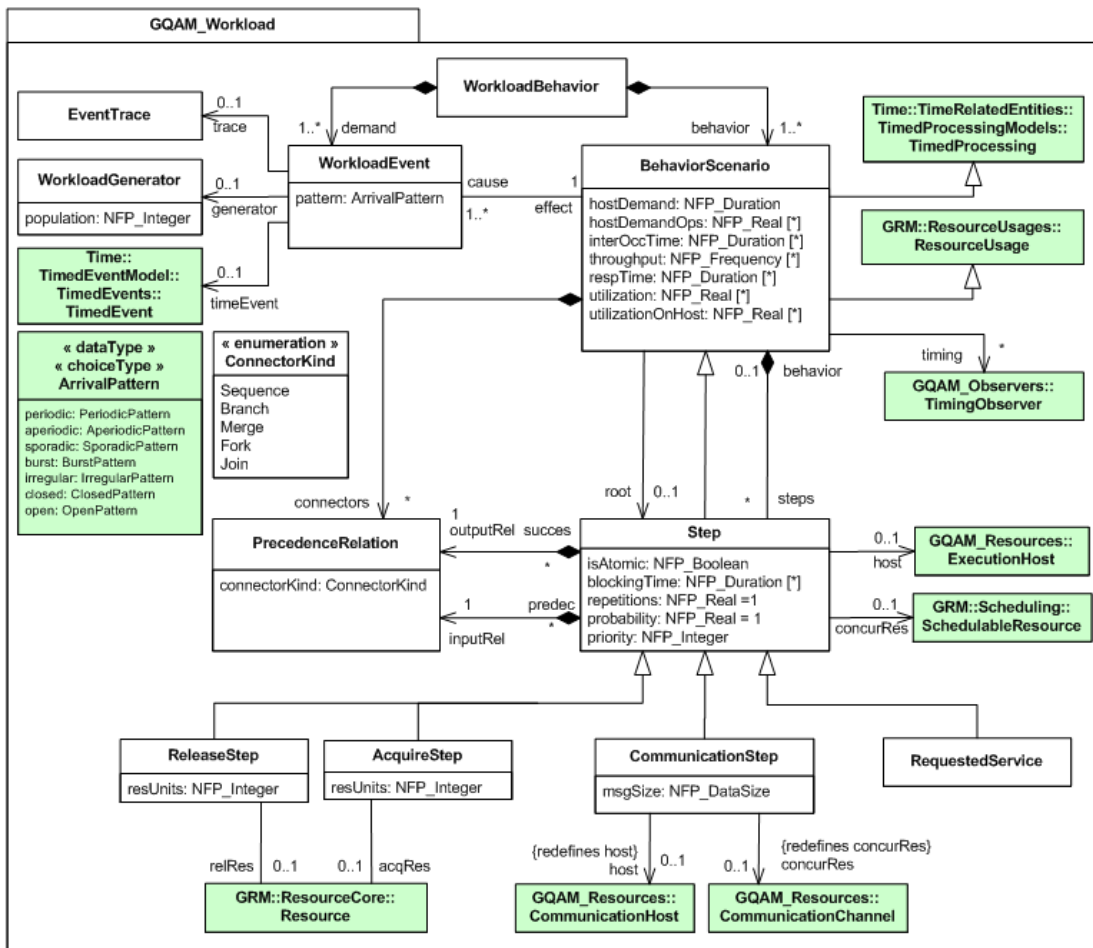 GQAM_Workload
WorkloadBehavior
EventTrace
0..1
trace
1..*
demand
behavior
1..*
Time::TimeRelatedEntities::
TimedProcessingModels::
TimedProcessing
WorkloadGenerator
population: NFP_Integer
0..1
generator
WorkloadEvent
pattern: ArrivalPattern
cause
1..*
1
effect
BehaviorScenario
hostDemand: NFP_Duration
hostDemandOps: NFP_Real [*]
interOccTime: NFP_Duration [*]
throughput: NFP_Frequency [*]
respTime: NFP_Duration [*]
utilization: NFP_Real [*]
utilizationOnHost: NFP_Real [*]
GRM::ResourceUsages::
ResourceUsage
Time::
TimedEventModel::
TimedEvents::
TimedEvent
0..1
timeEvent
« dataType »
« choiceType »
ArrivalPattern
periodic: PeriodicPattern
aperiodic: AperiodicPattern
sporadic: SporadicPattern
burst: BurstPattern
irregular: IrregularPattern
closed: ClosedPattern
open: OpenPattern
« enumeration »
ConnectorKind
Sequence
Branch
Merge
Fork
Join
timing
*
GQAM_Observers::
TimingObserver
0..1
behavior
connectors
*
root
0..1
*
steps
PrecedenceRelation
connectorKind: ConnectorKind
1
outputRel
succes
*
1
inputRel
predec
*
Step
isAtomic: NFP_Boolean
blockingTime: NFP_Duration [*]
repetitions: NFP_Real =1
probability: NFP_Real = 1
priority: NFP_Integer
0..1
host
GQAM_Resources::
ExecutionHost
0..1
concurRes
GRM::Scheduling::
SchedulableResource
ReleaseStep
resUnits: NFP_Integer
AcquireStep
resUnits: NFP_Integer
CommunicationStep
msgSize: NFP_DataSize
RequestedService
relRes
0..1
0..1
acqRes
{redefines host}
host
0..1
{redefines concurRes}
0..1
concurRes
GRM::ResourceCore::
Resource
GQAM_Resources::
CommunicationHost
GQAM_Resources::
CommunicationChannel